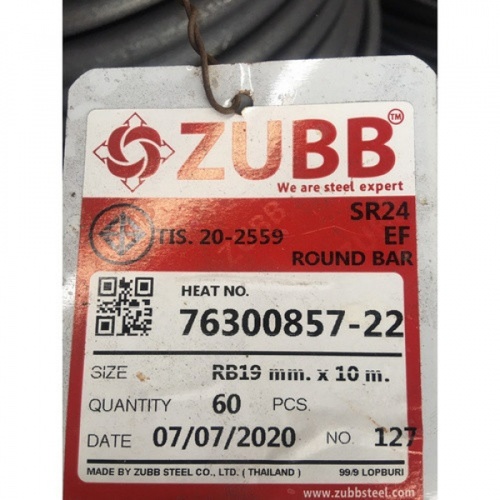 ZUBB™
We are steel expert
SR24
TIS. 20-2559 EF
ROUND BAR
HEAT NO.
76300857-22
SIZE RB19 mm. x 10 m.
QUANTITY 60 PCS.
DATE 07/07/2020 NO. 127
MADE BY ZUBB STEEL CO., LTD. ( THAILAND ) 99/9 LOPBURI
www.zubbsteel.com